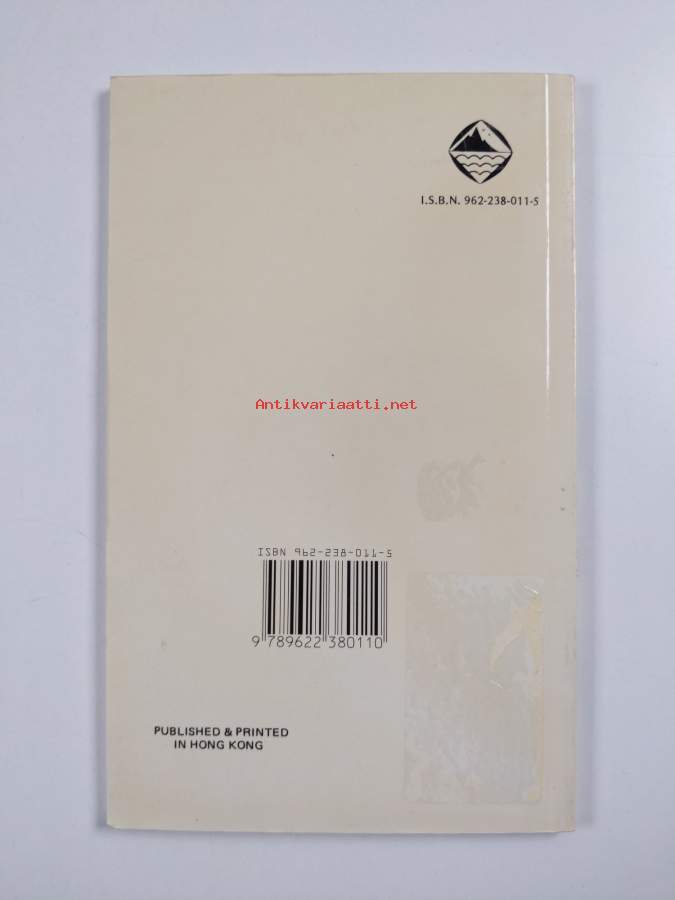 I.S.B.N. 962-238-011-5
Antikvariaatti.net
ISBN 962-238-011-5
9 789622 380110
PUBLISHED & PRINTED
IN HONG KONG